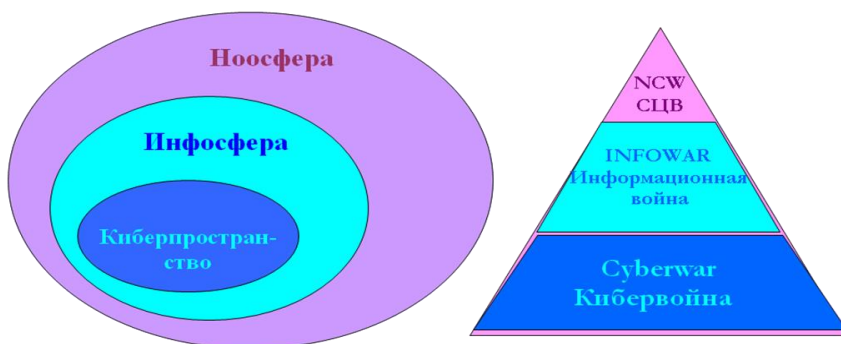 Ноосфера
Инфосфера
Киберпростран-
ство
NCW
СЦВ
INFOWAR
Информационная
война
Cyberwar
Кибервойна